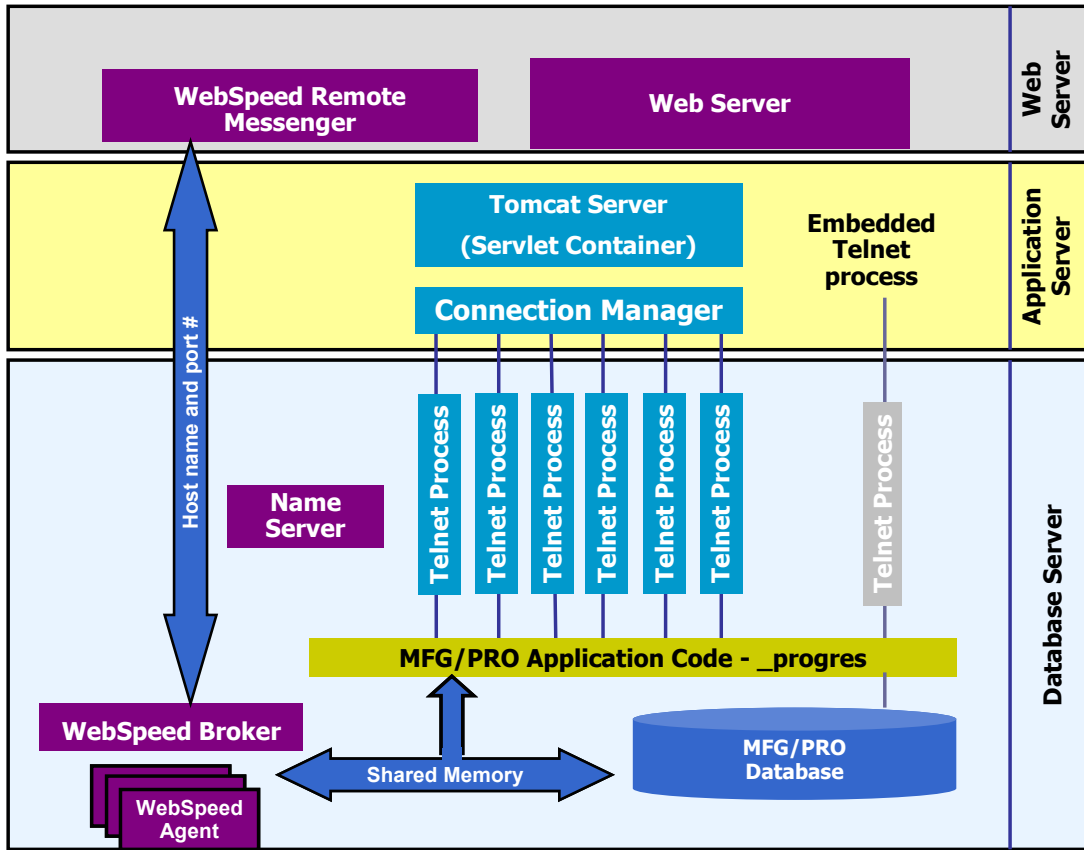 WebSpeed Remote
Messenger
Web Server
Web
Server
Tomcat Server
(Servlet Container)
Embedded
Telnet
process
Connection Manager
Application
Server
Host name and port #
Name
Server
Telnet Process
Telnet Process
Telnet Process
Telnet Process
Telnet Process
Telnet Process
Telnet Process
Database Server
MFG/PRO Application Code - _progres
WebSpeed Broker
Shared Memory
MFG/PRO
Database
WebSpeed
Agent